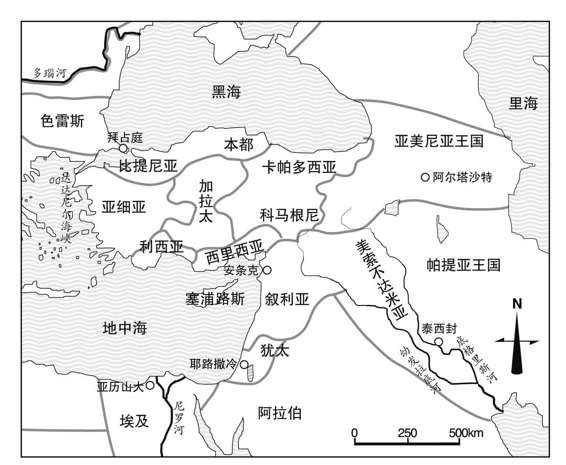 多瑙河
黑海
里海
色雷斯
拜占庭
本都
亚美尼亚王国
比提尼亚
卡帕多西亚
阿尔塔沙特
加拉太
达达尼尔海峡
亚细亚
科马根尼
利西亚
西里西亚
美索不达米亚
帕提亚王国
安条克
塞浦路斯
叙利亚
地中海
泰西封
犹太
底格里斯河
幼发拉底河
耶路撒冷
亚历山大
埃及
尼罗河
阿拉伯
N
0 250 500km